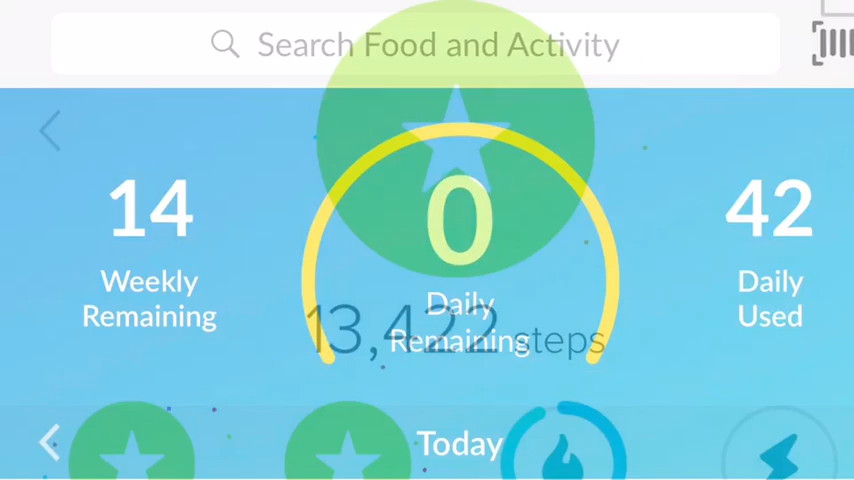 Search Food and Activity
14
0
42
Weekly
Remaining
Daily
Remaining
Daily
Used
13,422 steps
Today